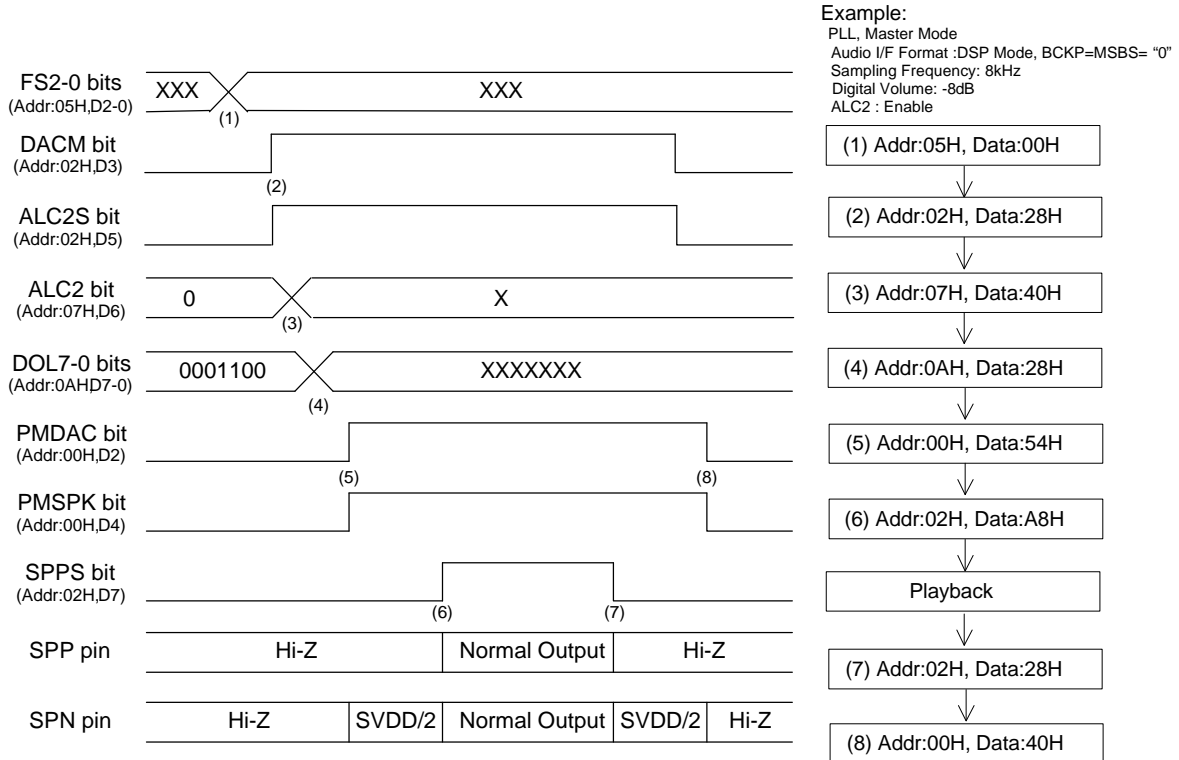 Example:
PLL, Master Mode
Audio I/F Format :DSP Mode, BCKP=MSBS= “0”
Sampling Frequency: 8kHz
Digital Volume: -8dB
ALC2 : Enable
FS2-0 bits
(Addr:05H,D2-0)
XXX
XXX
(1)
DACM bit
(Addr:02H,D3)
(2)
ALC2S bit
(Addr:02H,D5)
ALC2 bit
(Addr:07H,D6)
0
X
(3)
DOL7-0 bits
(Addr:0AH,D7-0)
0001100
XXXXXXX
(4)
PMDAC bit
(Addr:00H,D2)
(5)
(8)
PMSPK bit
(Addr:00H,D4)
SPPS bit
(Addr:02H,D7)
(6)
(7)
SPP pin
Hi-Z
Normal Output
Hi-Z
SPN pin
Hi-Z
SVDD/2
Normal Output
SVDD/2
Hi-Z
(1) Addr:05H, Data:00H
(2) Addr:02H, Data:28H
(3) Addr:07H, Data:40H
(4) Addr:0AH, Data:28H
(5) Addr:00H, Data:54H
(6) Addr:02H, Data:A8H
Playback
(7) Addr:02H, Data:28H
(8) Addr:00H, Data:40H